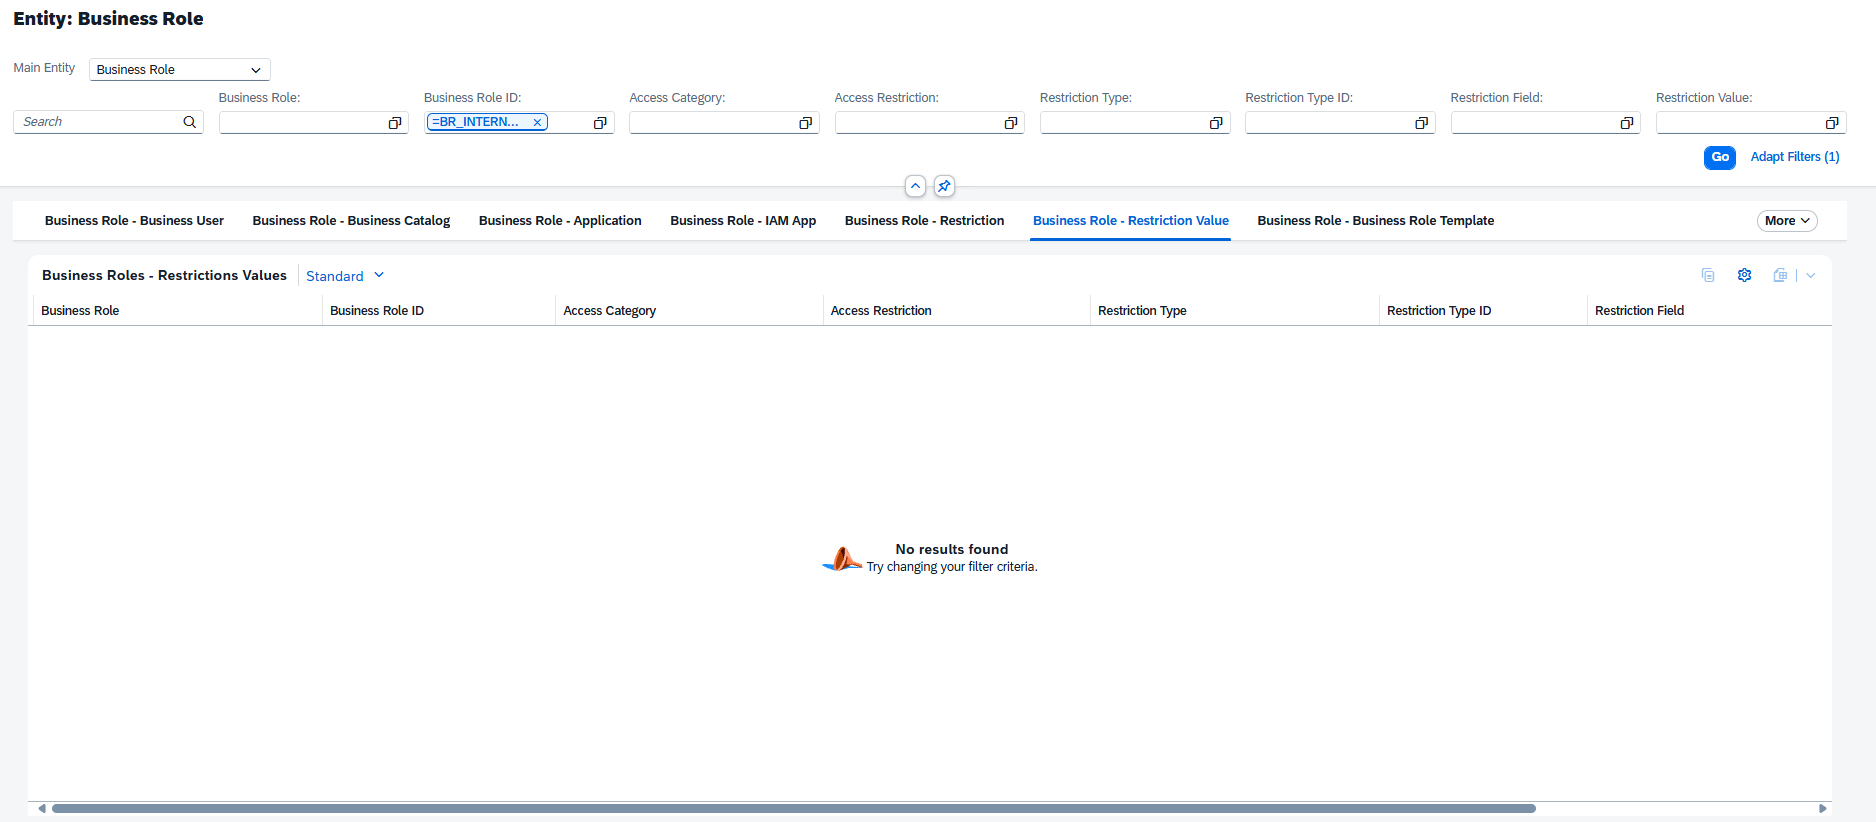 Entity: Business Role
Main Entity
Business Role
Business Role:
Business Role ID:
Access Category:
Access Restriction:
Restriction Type:
Restriction Type ID:
Restriction Field:
Restriction Value:
Search
=BR_INTERN...
Go
Adapt Filters (1)
Business Role - Business User
Business Role - Business Catalog
Business Role - Application
Business Role - IAM App
Business Role - Restriction
Business Role - Restriction Value
Business Role - Business Role Template
More
Business Roles - Restrictions Values
Standard
Business Role
Business Role ID
Access Category
Access Restriction
Restriction Type
Restriction Type ID
Restriction Field
No results found
Try changing your filter criteria.